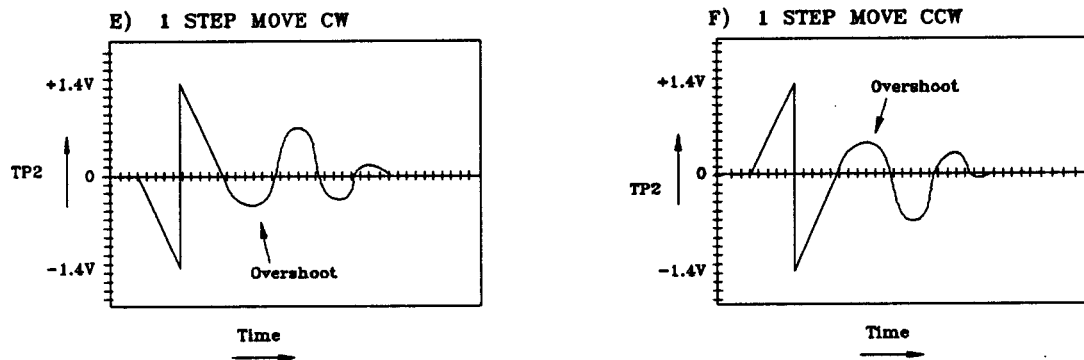 E) 1 STEP MOVE CW
+1.4V
TP2
0
-1.4V
Overshoot
Time
F) 1 STEP MOVE CCW
+1.4V
Overshoot
TP2
0
-1.4V
Time